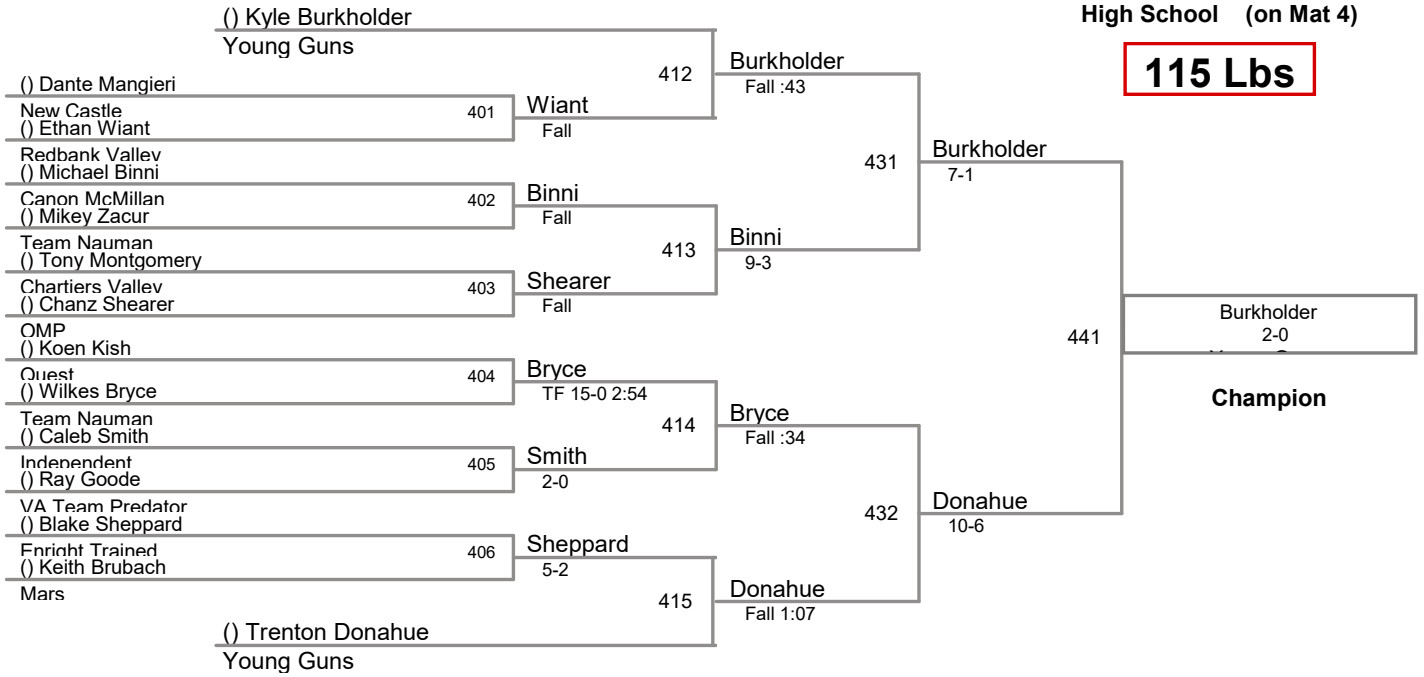 () Kyle Burkholder
Young Guns
High School (on Mat 4)
115 Lbs
412
Burkholder
Fall :43
() Dante Mangieri
New Castle
() Ethan Wiant
Redbank Valley
401
Wiant
Fall
431
Burkholder
7-1
() Michael Binni
Canon McMillan
() Mikey Zacur
Team Nauman
402
Binni
Fall
413
Binni
9-3
() Tony Montgomery
Chartiers Valley
() Chanz Shearer
OMP
403
Shearer
Fall
441
Burkholder
2-0
Champion
() Koen Kish
Quest
() Wilkes Bryce
Team Nauman
404
Bryce
TF 15-0 2:54
414
Bryce
Fall :34
() Caleb Smith
Independent
() Ray Goode
VA Team Predator
405
Smith
2-0
432
Donahue
10-6
() Blake Sheppard
Enright Trained
() Keith Brubach
Mars
406
Sheppard
5-2
415
Donahue
Fall 1:07
() Trenton Donahue
Young Guns